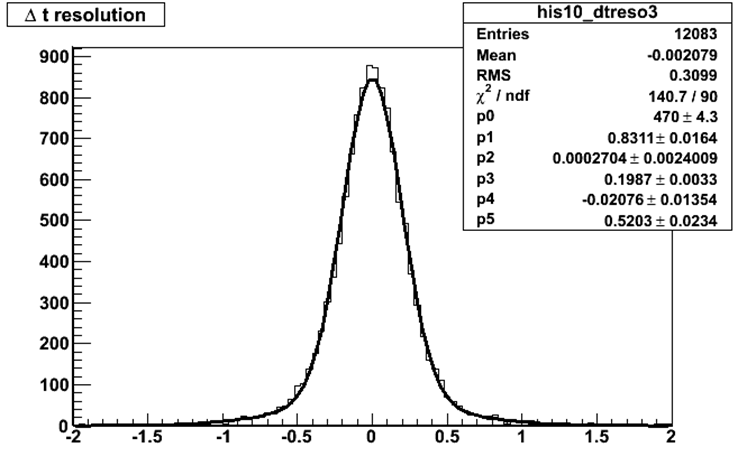 Δ t resolution
his10_dtreso3
Entries 12083
Mean -0.002079
RMS 0.3099
χ² / ndf 140.7 / 90
p0 470 ± 4.3
p1 0.8311 ± 0.0164
p2 0.0002704 ± 0.0024009
p3 0.1987 ± 0.0033
p4 -0.02076 ± 0.01354
p5 0.5203 ± 0.0234
900
800
700
600
500
400
300
200
100
0
-2 -1.5 -1 -0.5 0 0.5 1 1.5 2